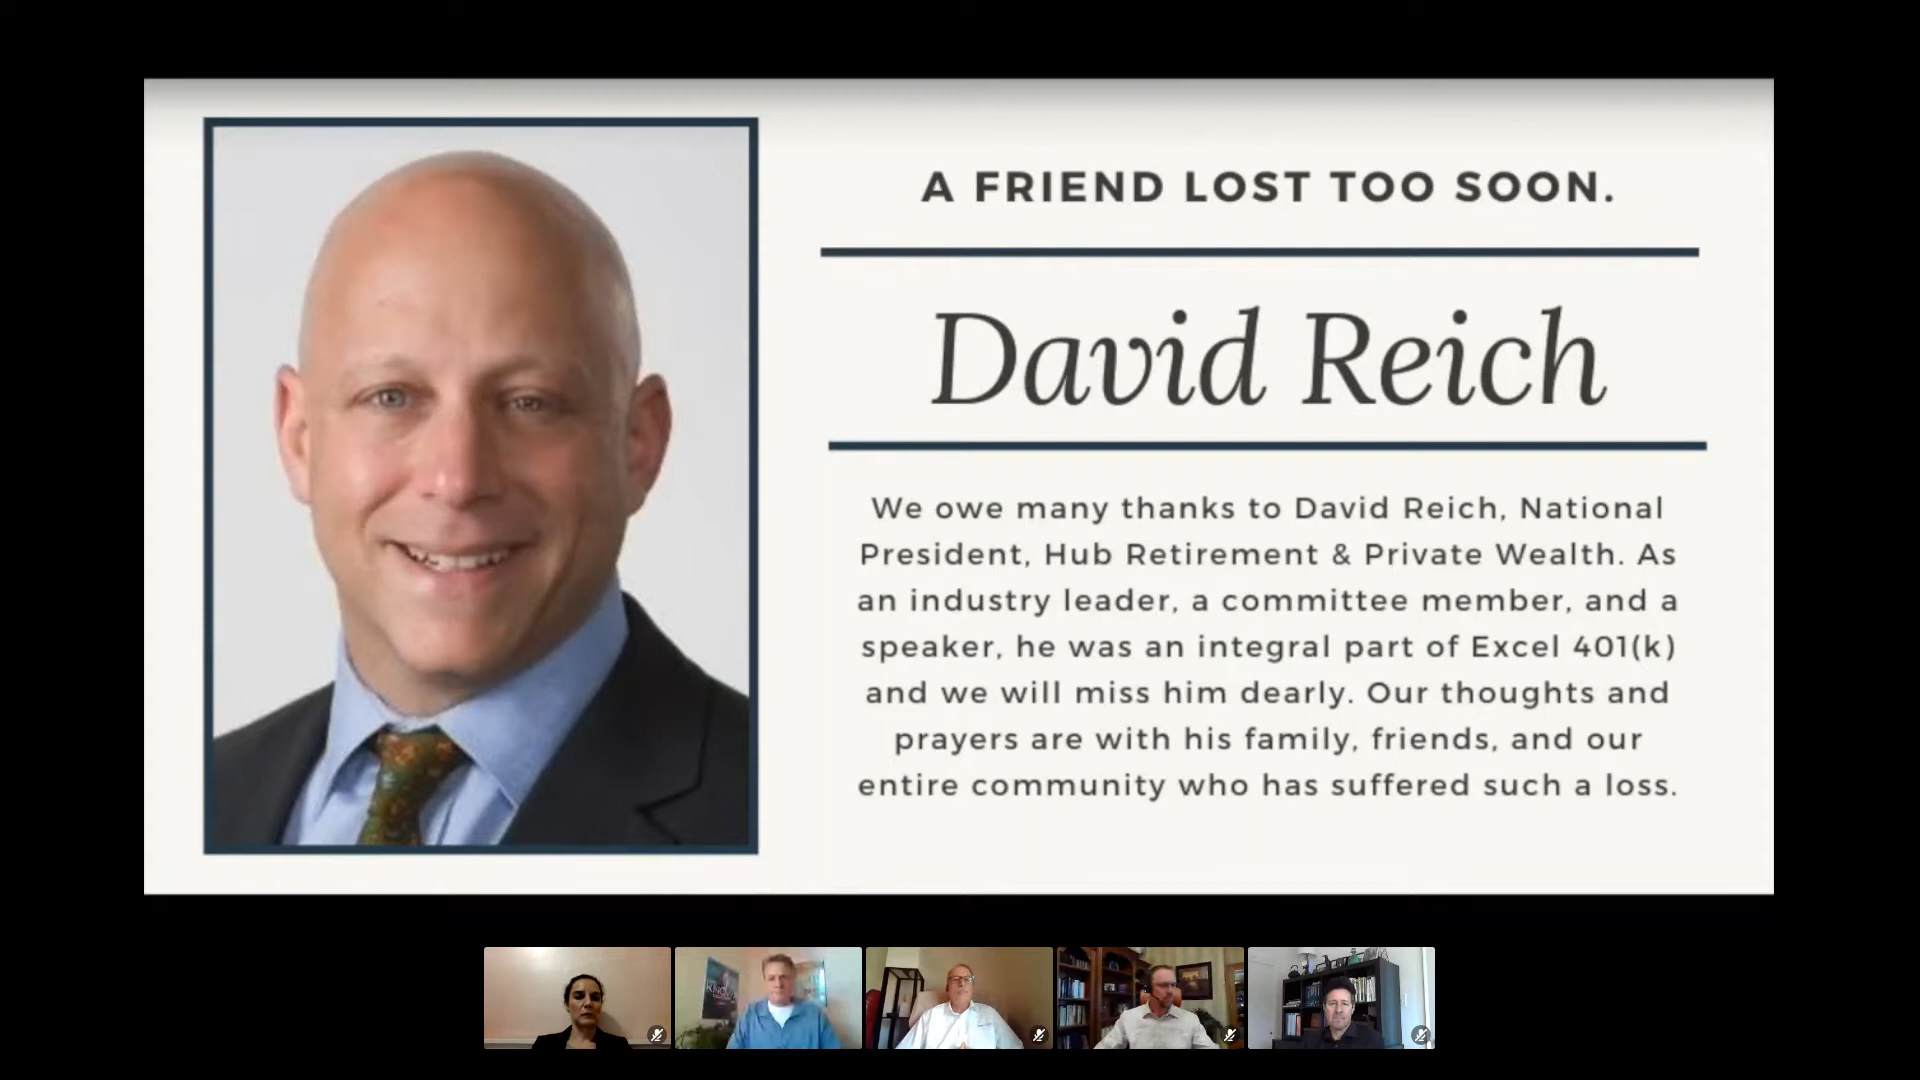 A FRIEND LOST TOO SOON.
David Reich
We owe many thanks to David Reich, National
President, Hub Retirement & Private Wealth. As
an industry leader, a committee member, and a
speaker, he was an integral part of Excel 401(k)
and we will miss him dearly. Our thoughts and
prayers are with his family, friends, and our
entire community who has suffered such a loss.